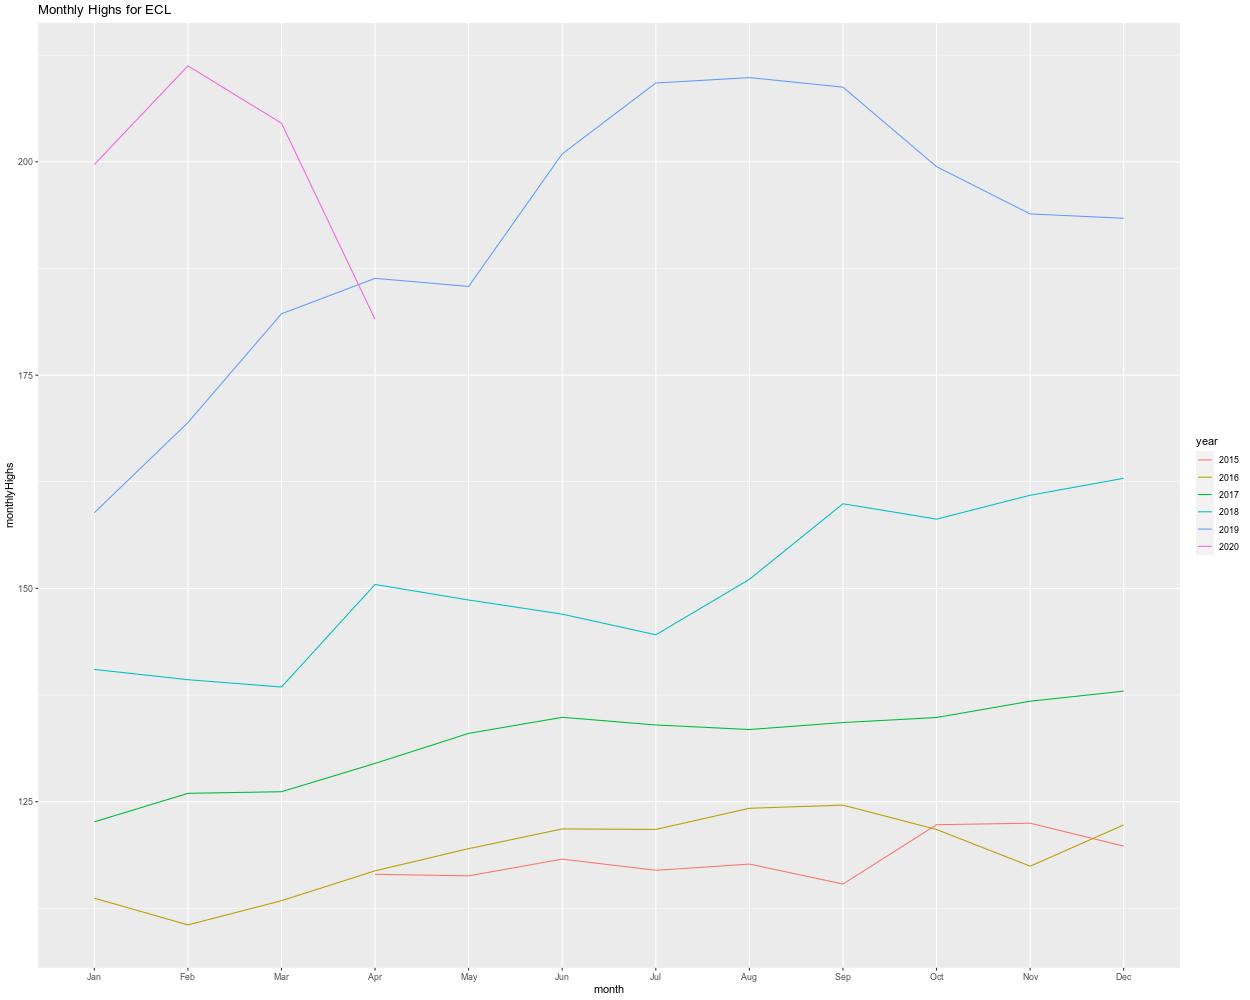 Monthly Highs for ECL
monthlyHighs
200
175
150
125
Jan Feb Mar Apr May Jun Jul Aug Sep Oct Nov Dec
month
year
2015
2016
2017
2018
2019
2020